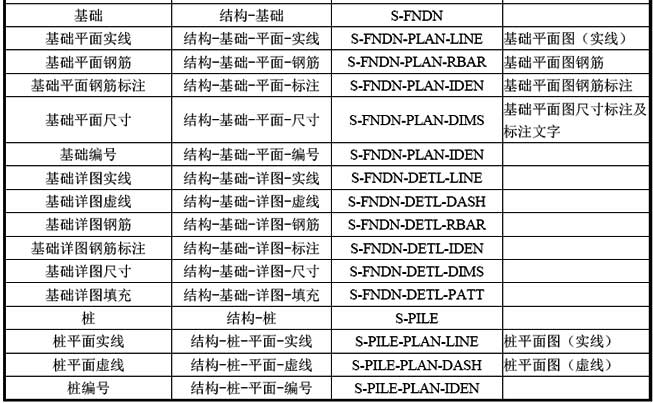 基础 结构-基础 S-FNDN
基础平面实线 结构-基础-平面-实线 S-FNDN-PLAN-LINE 基础平面图（实线）
基础平面钢筋 结构-基础-平面-钢筋 S-FNDN-PLAN-RBAR 基础平面图钢筋
基础平面钢筋标注 结构-基础-平面-标注 S-FNDN-PLAN-IDEN 基础平面图钢筋标注
基础平面尺寸 结构-基础-平面-尺寸 S-FNDN-PLAN-DIMS 基础平面图尺寸标注及
标注文字
基础编号 结构-基础-平面-编号 S-FNDN-PLAN-IDEN
基础详图实线 结构-基础-详图-实线 S-FNDN-DETL-LINE
基础详图虚线 结构-基础-详图-虚线 S-FNDN-DETL-DASH
基础详图钢筋 结构-基础-详图-钢筋 S-FNDN-DETL-RBAR
基础详图钢筋标注 结构-基础-详图-标注 S-FNDN-DETL-IDEN
基础详图尺寸 结构-基础-详图-尺寸 S-FNDN-DETL-DIMS
基础详图填充 结构-基础-详图-填充 S-FNDN-DETL-PATT
桩 结构-桩 S-PILE
桩平面实线 结构-桩-平面-实线 S-PILE-PLAN-LINE 桩平面图（实线）
桩平面虚线 结构-桩-平面-虚线 S-PILE-PLAN-DASH 桩平面图（虚线）
桩编号 结构-桩-平面-编号 S-PILE-PLAN-IDEN